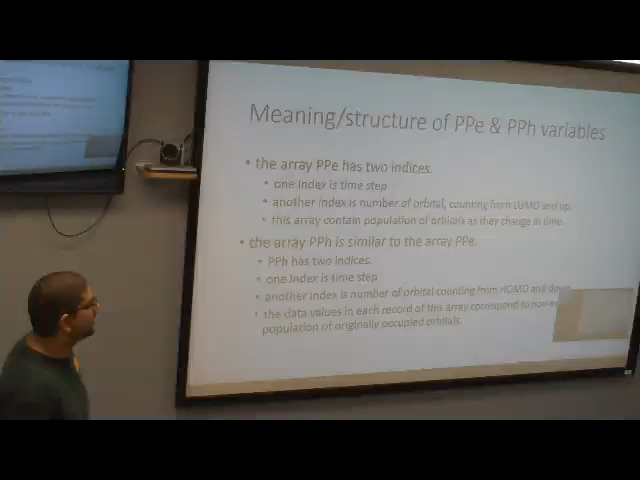 Meaning/structure of PPe & PPh variables
• the array PPe has two indices.
• one index is time step
• another index is number of orbital, counting from LUMO and up.
• this array contain population of orbitals as they change in time.
• the array PPh is similar to the array PPe.
• PPh has two indices.
• one index is time step
• another index is number of orbital counting from HOMO and down
• the data values in each record of this array correspond to
population of originally occupied orbitals.